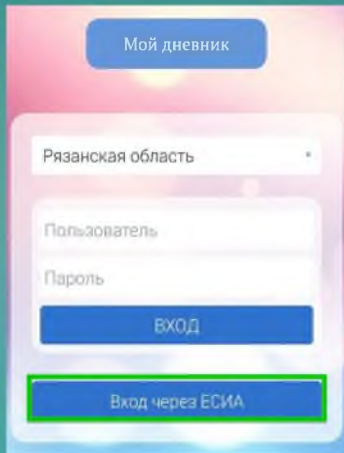 Мой дневник
Рязанская область
Пользователь
Пароль
ВХОД
Вход через ЕСИА